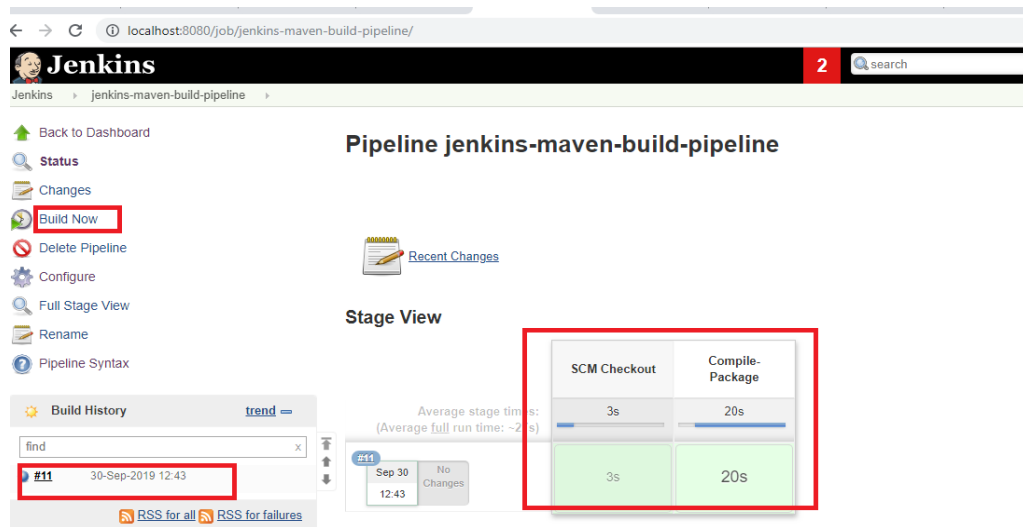 localhost:8080/job/jenkins-maven-build-pipeline/
Jenkins
2
search
Jenkins
jenkins-maven-build-pipeline
Back to Dashboard
Status
Changes
Build Now
Delete Pipeline
Configure
Full Stage View
Rename
Pipeline Syntax
Build History
trend
find
x
#11
30-Sep-2019 12:43
RSS for all
RSS for failures
Pipeline jenkins-maven-build-pipeline
Recent Changes
Stage View
SCM Checkout
Compile-
Package
Average stage times:
3s
20s
(Average full run time:
#11
Sep 30
12:43
No
Changes
3s
20s